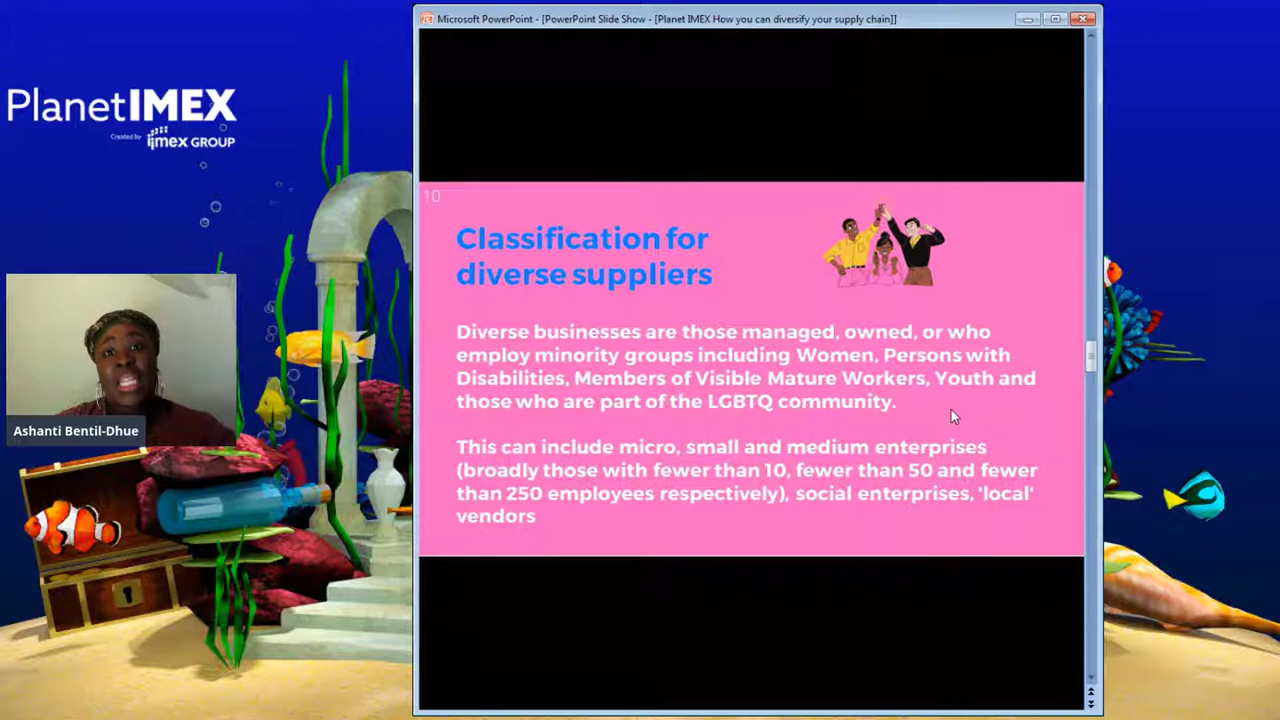 Microsoft PowerPoint - [PowerPoint Slide Show - [Planet IMEX How you can diversify your supply chain]]
PlanetIMEX
Created by imex GROUP
10
Classification for
diverse suppliers
Diverse businesses are those managed, owned, or who
employ minority groups including Women, Persons with
Disabilities, Members of Visible Mature Workers, Youth and
those who are part of the LGBTQ community.
This can include micro, small and medium enterprises
(broadly those with fewer than 10, fewer than 50 and fewer
than 250 employees respectively), social enterprises, 'local'
vendors
Ashanti Bentil-Dhue